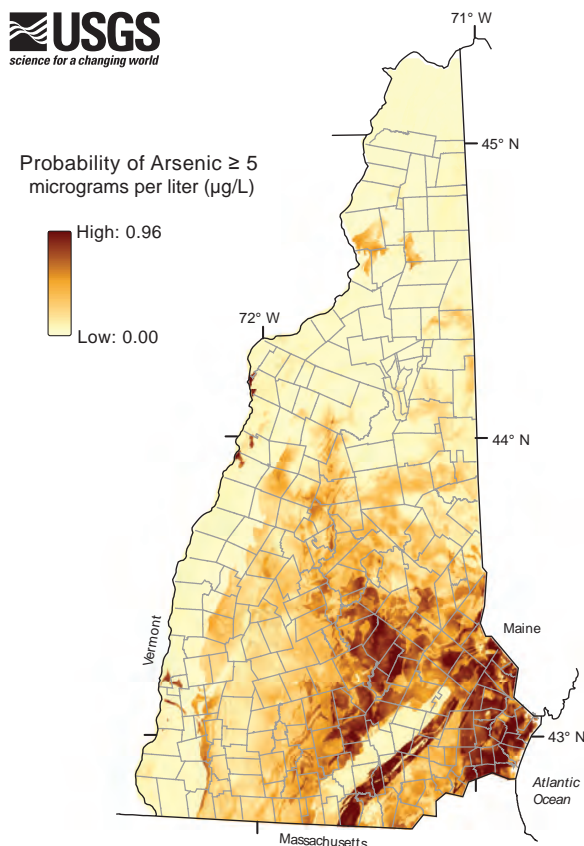 USGS
science for a changing world
71° W
45° N
Probability of Arsenic ≥ 5
micrograms per liter (µg/L)
High: 0.96
Low: 0.00
72° W
44° N
Vermont
Maine
43° N
Atlantic
Ocean
Massachusetts